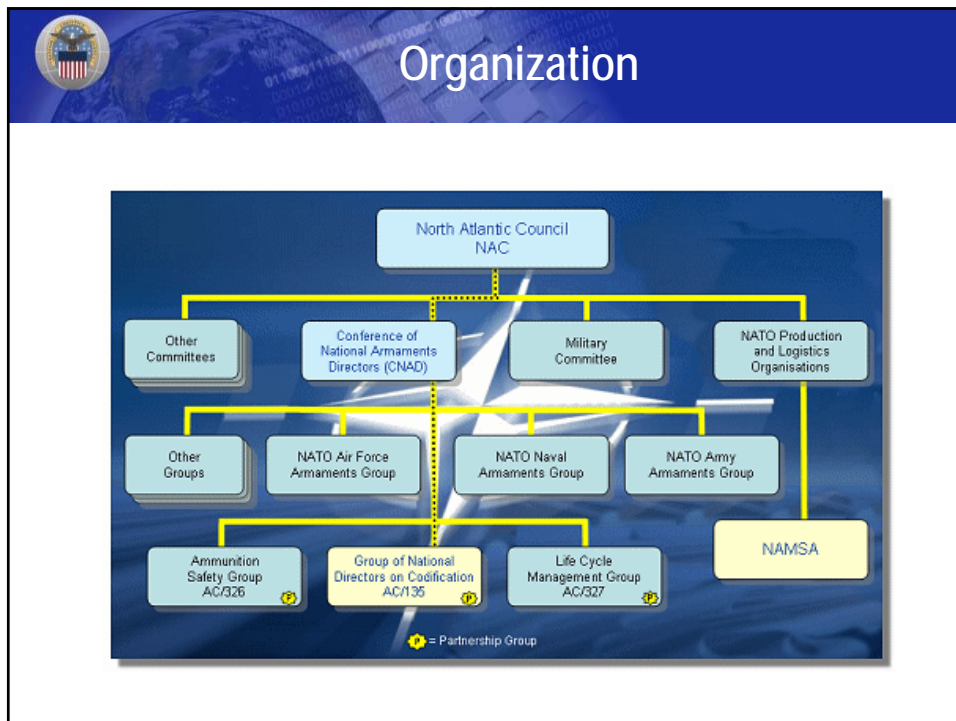 Organization
North Atlantic Council
NAC
Other
Committees
Conference of
National Armaments
Directors (CNAD)
Military
Committee
NATO Production
and Logistics
Organisations
Other
Groups
NATO Air Force
Armaments Group
NATO Naval
Armaments Group
NATO Army
Armaments Group
Ammunition
Safety Group
AC/326
P
Group of National
Directors on Codification
AC/135
P
Life Cycle
Management Group
AC/327
P
NAMSA
P = Partnership Group